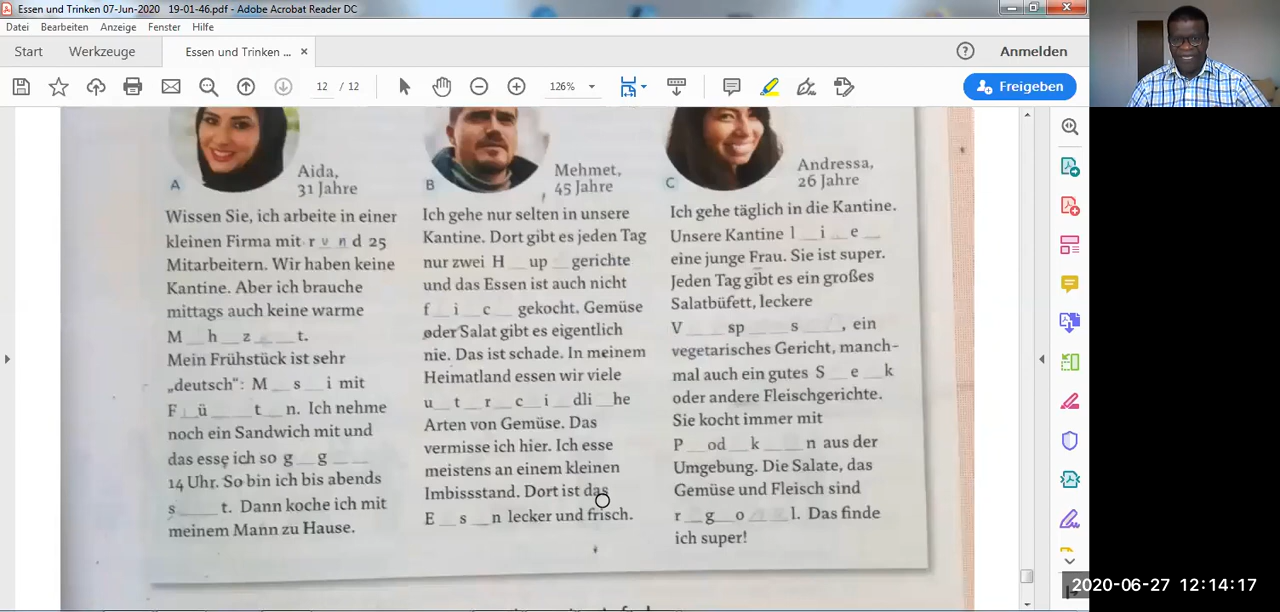 Essen und Trinken 07-Jun-2020 19-01-46.pdf - Adobe Acrobat Reader DC
Datei Bearbeiten Anzeige Fenster Hilfe
Start Werkzeuge Essen und Trinken ... × Anmelden
12 / 12 126% Freigeben
A Aida,
31 Jahre
Wissen Sie, ich arbeite in einer
kleinen Firma mit r u n d 25
Mitarbeitern. Wir haben keine
Kantine. Aber ich brauche
mittags auch keine warme
M _ h _ z _ _ t.
Mein Frühstück ist sehr
„deutsch“: M _ s _ i mit
F _ ü _ _ t _ n. Ich nehme
noch ein Sandwich mit und
das esse ich so g _ g _ _
14 Uhr. So bin ich bis abends
s _ _ t. Dann koche ich mit
meinem Mann zu Hause.
B Mehmet,
45 Jahre
Ich gehe nur selten in unsere
Kantine. Dort gibt es jeden Tag
nur zwei H _ up _ gerichte
und das Essen ist auch nicht
f _ i _ c _ gekocht. Gemüse
oder Salat gibt es eigentlich
nie. Das ist schade. In meinem
Heimatland essen wir viele
u _ t _ r _ c _ i _ dli _ he
Arten von Gemüse. Das
vermisse ich hier. Ich esse
meistens an einem kleinen
Imbissstand. Dort ist das
E _ s _ n lecker und frisch.
C Andressa,
26 Jahre
Ich gehe täglich in die Kantine.
Unsere Kantine l _ i _ e _
eine junge Frau. Sie ist super.
Jeden Tag gibt es ein großes
Salatbüfett, leckere
V _ _ sp _ _ s _ _, ein
vegetarisches Gericht, manch-
mal auch ein gutes S _ e _ k
oder andere Fleischgerichte.
Sie kocht immer mit
P _ od _ k _ _ n aus der
Umgebung. Die Salate, das
Gemüse und Fleisch sind
r _ g _ o _ _ l. Das finde
ich super!
2020-06-27 12:14:17